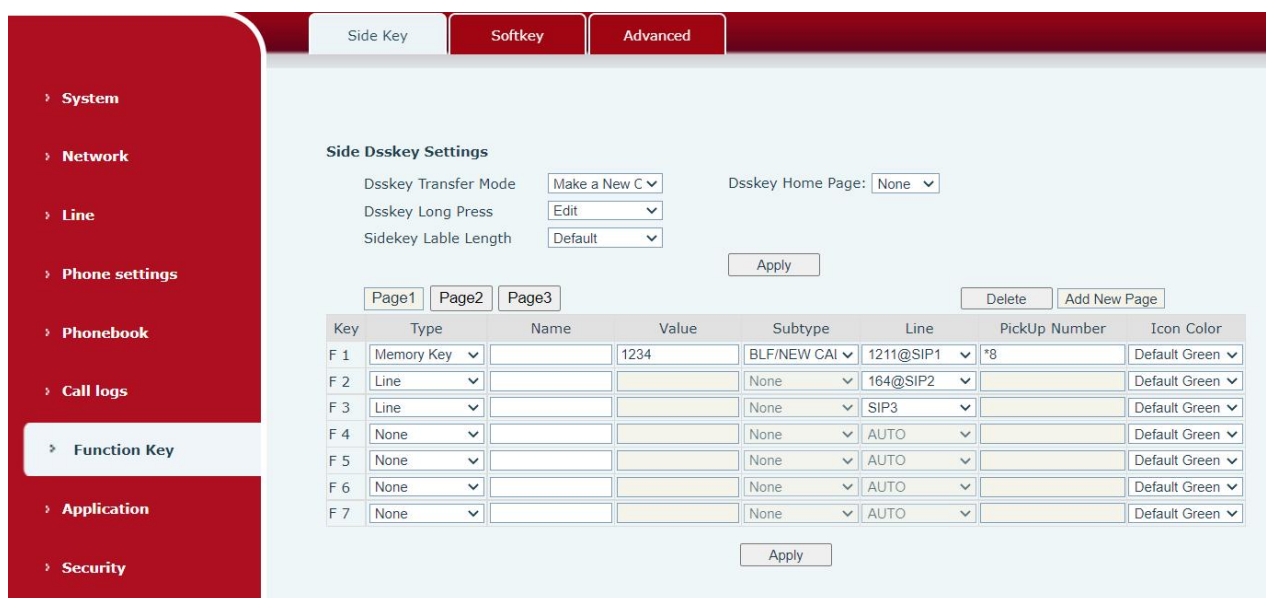 Side Key Softkey Advanced
System
Network
Line
Phone settings
Phonebook
Call logs
Function Key
Application
Security
Side Dsskey Settings
Dsskey Transfer Mode Make a New C Dsskey Home Page: None
Dsskey Long Press Edit
Sidekey Lable Length Default
Apply
Page1 Page2 Page3 Delete Add New Page
Key Type Name Value Subtype Line PickUp Number Icon Color
F 1 Memory Key 1234 BLF/NEW CAL 1211@SIP1 *8 Default Green
F 2 Line None 164@SIP2 Default Green
F 3 Line None SIP3 Default Green
F 4 None None AUTO Default Green
F 5 None None AUTO Default Green
F 6 None None AUTO Default Green
F 7 None None AUTO Default Green
Apply